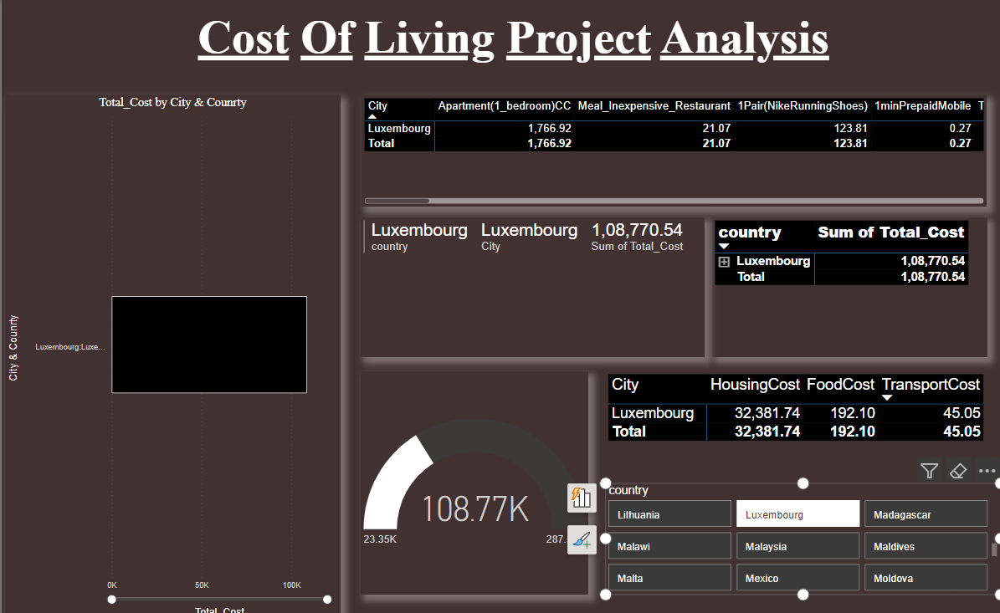 Cost Of Living Project Analysis
Total_Cost by City & Counrty
City & Counrty
Luxembourg:Luxe...
0K 50K 100K
Total_Cost
City Apartment(1_bedroom)CC Meal_Inexpensive_Restaurant 1Pair(NikeRunningShoes) 1minPrepaidMobile T
Luxembourg 1,766.92 21.07 123.81 0.27
Total 1,766.92 21.07 123.81 0.27
Luxembourg Luxembourg 1,08,770.54
country City Sum of Total_Cost
country Sum of Total_Cost
Luxembourg 1,08,770.54
Total 1,08,770.54
108.77K
23.35K 287.
City HousingCost FoodCost TransportCost
Luxembourg 32,381.74 192.10 45.05
Total 32,381.74 192.10 45.05
country
Lithuania Luxembourg Madagascar
Malawi Malaysia Maldives
Malta Mexico Moldova